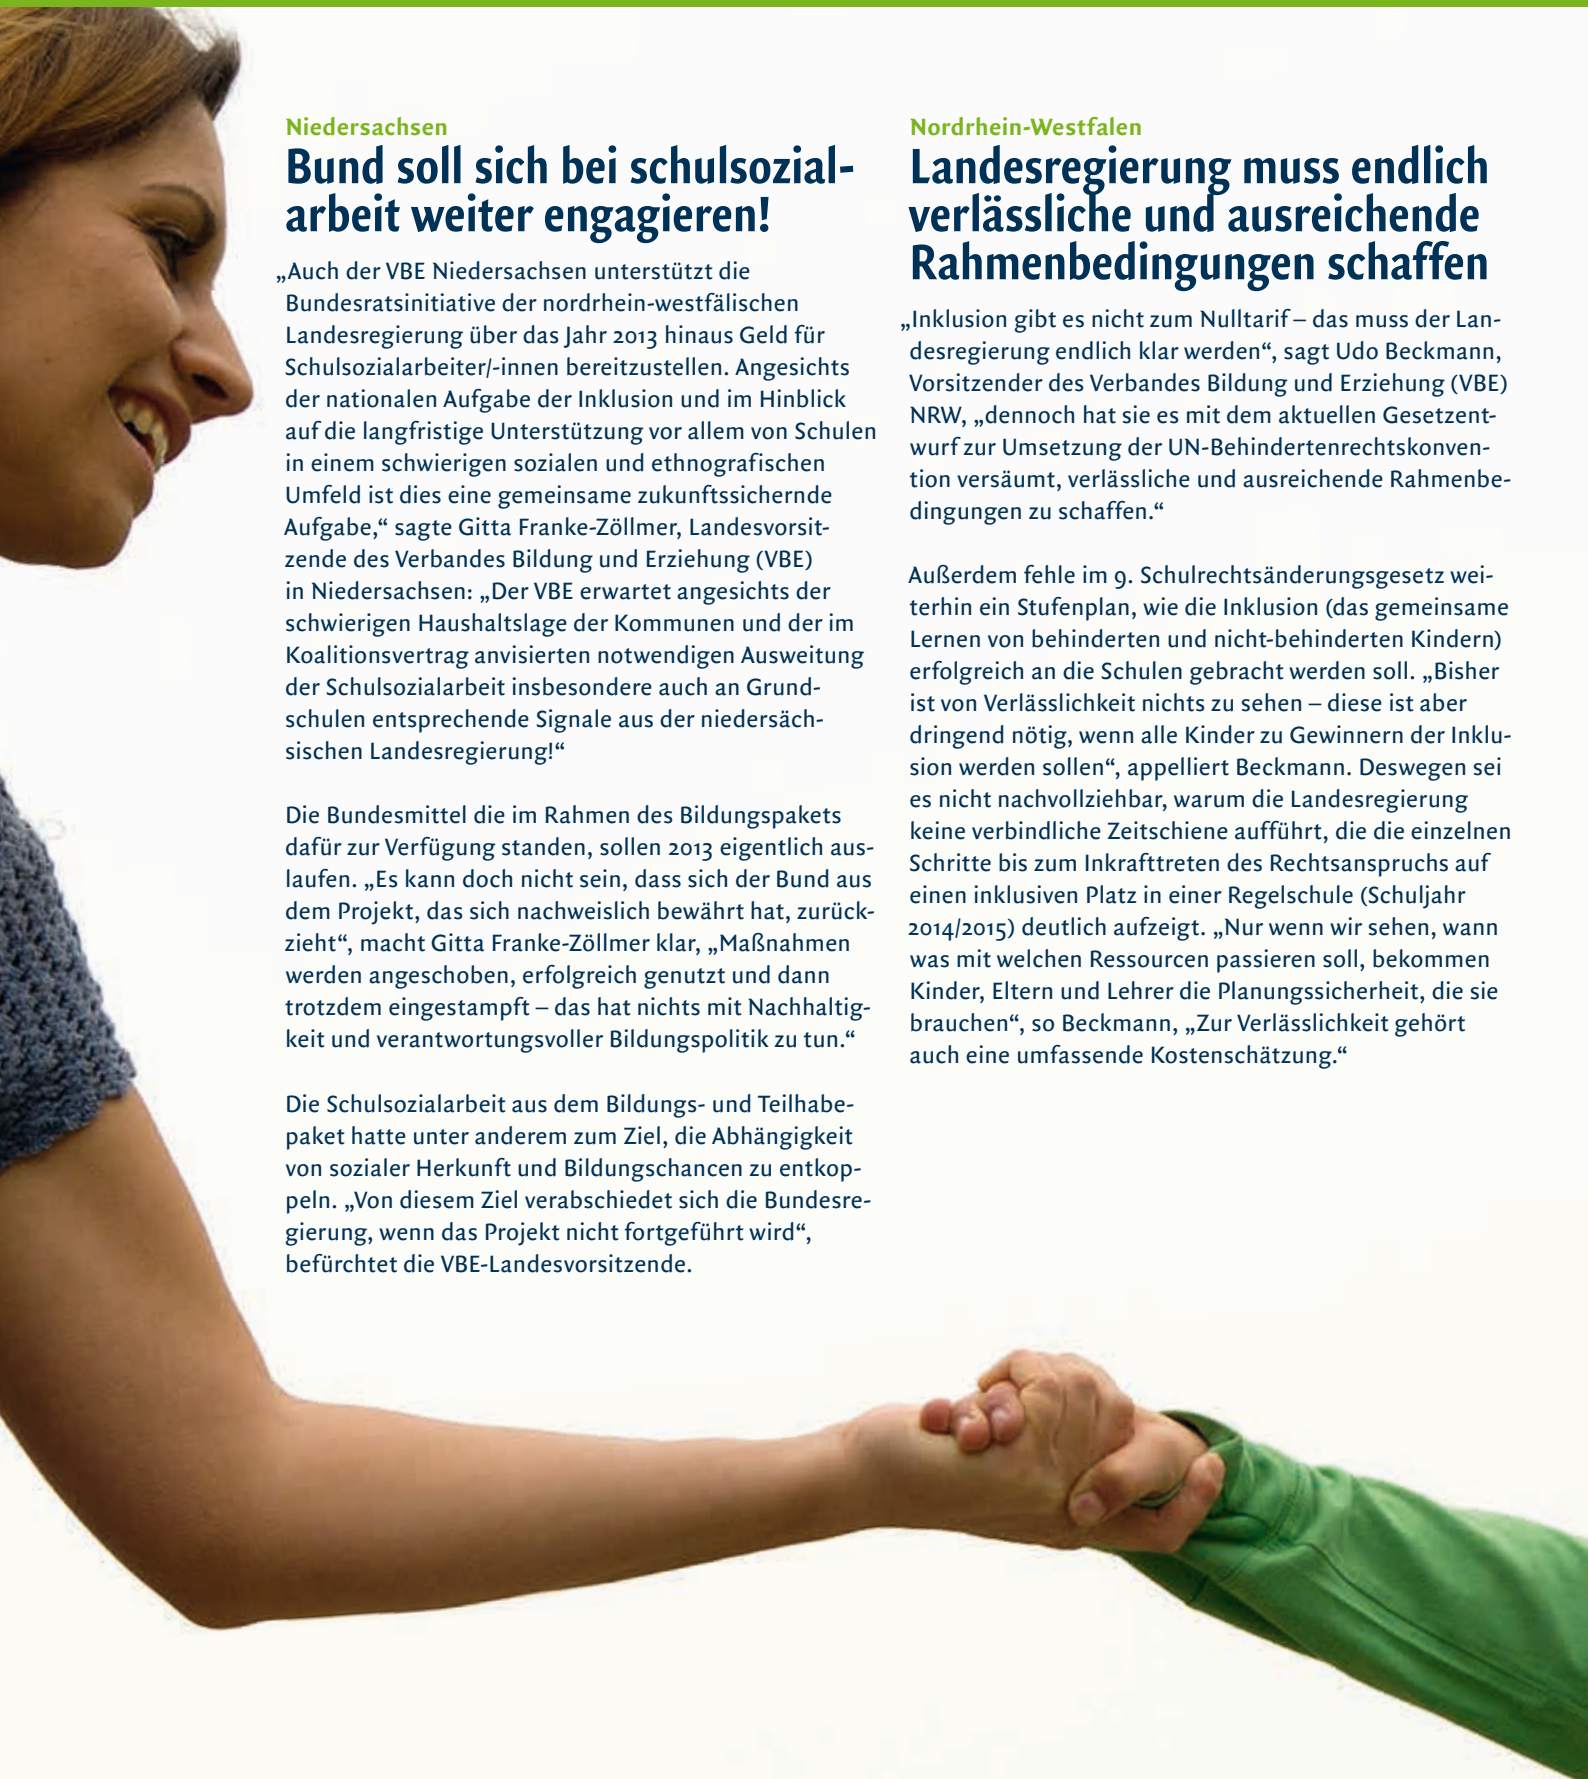 Niedersachsen
Bund soll sich bei schulsozial-
arbeit weiter engagieren!
„Auch der VBE Niedersachsen unterstützt die
Bundesratsinitiative der nordrhein-westfälischen
Landesregierung über das Jahr 2013 hinaus Geld für
Schulsozialarbeiter/-innen bereitzustellen. Angesichts
der nationalen Aufgabe der Inklusion und im Hinblick
auf die langfristige Unterstützung vor allem von Schulen
in einem schwierigen sozialen und ethnografischen
Umfeld ist dies eine gemeinsame zukunftssichernde
Aufgabe,“ sagte Gitta Franke-Zöllmer, Landesvorsit-
zende des Verbandes Bildung und Erziehung (VBE)
in Niedersachsen: „Der VBE erwartet angesichts der
schwierigen Haushaltslage der Kommunen und der im
Koalitionsvertrag anvisierten notwendigen Ausweitung
der Schulsozialarbeit insbesondere auch an Grund-
schulen entsprechende Signale aus der niedersäch-
sischen Landesregierung!“
Die Bundesmittel die im Rahmen des Bildungspakets
dafür zur Verfügung standen, sollen 2013 eigentlich aus-
laufen. „Es kann doch nicht sein, dass sich der Bund aus
dem Projekt, das sich nachweislich bewährt hat, zurück-
zieht“, macht Gitta Franke-Zöllmer klar, „Maßnahmen
werden angeschoben, erfolgreich genutzt und dann
trotzdem eingestampft – das hat nichts mit Nachhaltig-
keit und verantwortungsvoller Bildungspolitik zu tun.“
Die Schulsozialarbeit aus dem Bildungs- und Teilhabe-
paket hatte unter anderem zum Ziel, die Abhängigkeit
von sozialer Herkunft und Bildungschancen zu entkop-
peln. „Von diesem Ziel verabschiedet sich die Bundesre-
gierung, wenn das Projekt nicht fortgeführt wird“,
befürchtet die VBE-Landesvorsitzende.
Nordrhein-Westfalen
Landesregierung muss endlich
verlässliche und ausreichende
Rahmenbedingungen schaffen
„Inklusion gibt es nicht zum Nulltarif – das muss der Lan-
desregierung endlich klar werden“, sagt Udo Beckmann,
Vorsitzender des Verbandes Bildung und Erziehung (VBE)
NRW, „dennoch hat sie es mit dem aktuellen Gesetzent-
wurf zur Umsetzung der UN-Behindertenrechtskonven-
tion versäumt, verlässliche und ausreichende Rahmenbe-
dingungen zu schaffen.“
Außerdem fehle im 9. Schulrechtsänderungsgesetz wei-
terhin ein Stufenplan, wie die Inklusion (das gemeinsame
Lernen von behinderten und nicht-behinderten Kindern)
erfolgreich an die Schulen gebracht werden soll. „Bisher
ist von Verlässlichkeit nichts zu sehen – diese ist aber
dringend nötig, wenn alle Kinder zu Gewinnern der Inklu-
sion werden sollen“, appelliert Beckmann. Deswegen sei
es nicht nachvollziehbar, warum die Landesregierung
keine verbindliche Zeitschiene aufführt, die die einzelnen
Schritte bis zum Inkrafttreten des Rechtsanspruchs auf
einen inklusiven Platz in einer Regelschule (Schuljahr
2014/2015) deutlich aufzeigt. „Nur wenn wir sehen, wann
was mit welchen Ressourcen passieren soll, bekommen
Kinder, Eltern und Lehrer die Planungssicherheit, die sie
brauchen“, so Beckmann, „Zur Verlässlichkeit gehört
auch eine umfassende Kostenschätzung.“